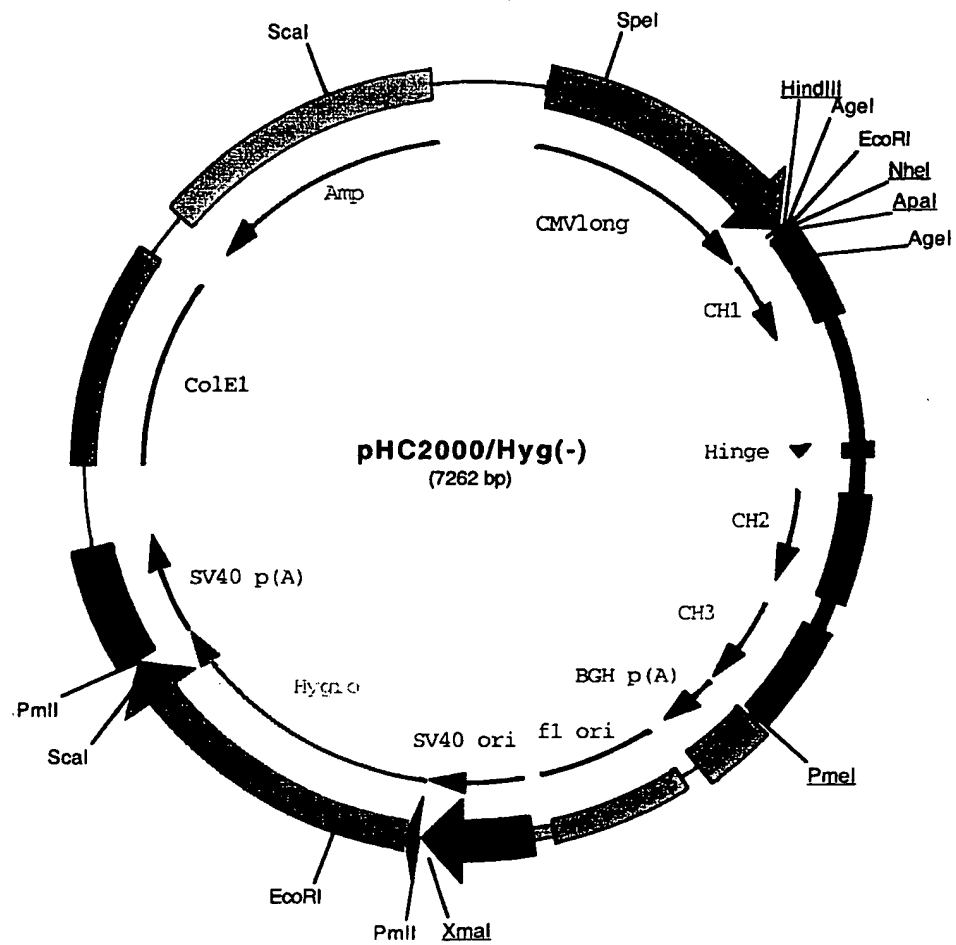 ScaI
SpeI
HindIII
AgeI
EcoRI
NheI
ApaI
AgeI
Amp
CMVlong
CH1
ColE1
pHC2000/Hyg(-)
(7262 bp)
Hinge
CH2
SV40 p(A)
CH3
BGH p(A)
PmlI
SV40 ori
f1 ori
ScaI
PmeI
EcoRI
PmlI
XmaI